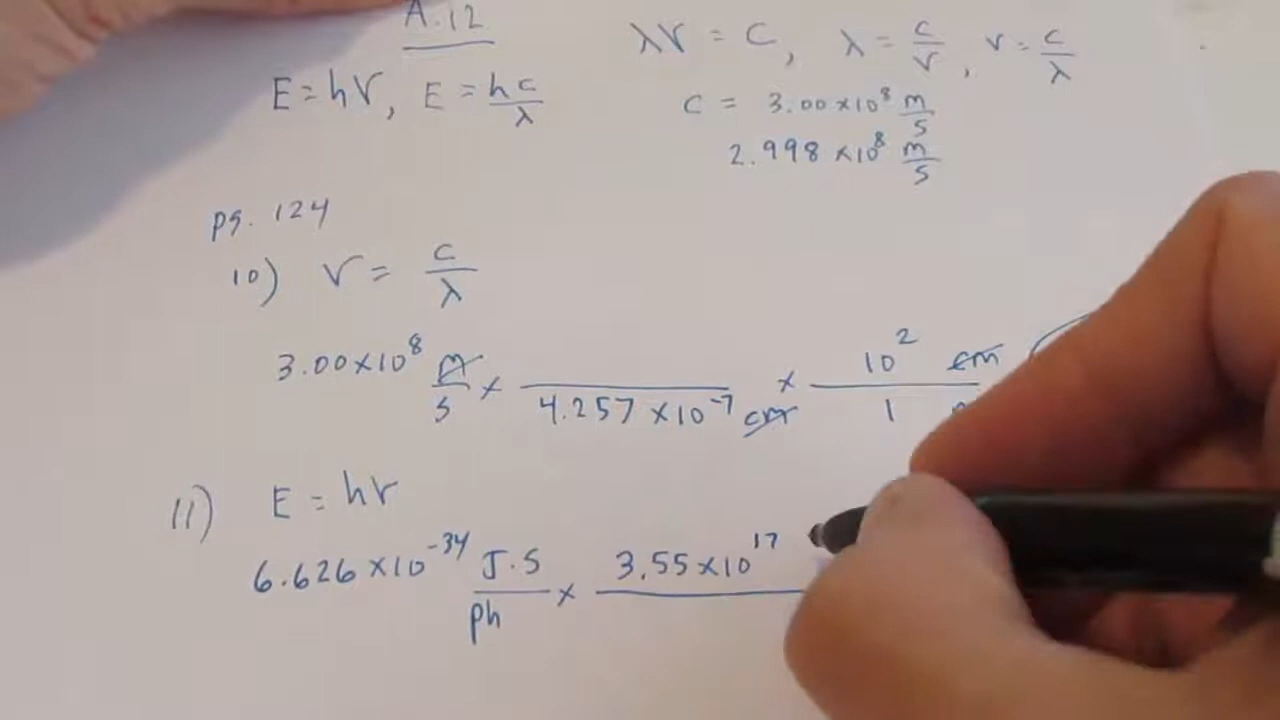 A.12
E = hν, E = hc/λ
λν = c, λ = c/ν, ν = c/λ
c = 3.00 × 10⁸ m/s
2.998 × 10⁸ m/s
pg. 124
10) ν = c/λ
3.00 × 10⁸ m/s × 1/4.257 × 10⁻⁷ cm × 10² cm/1
11) E = hν
6.626 × 10⁻³⁴ J·S/ph × 3.55 × 10¹⁷